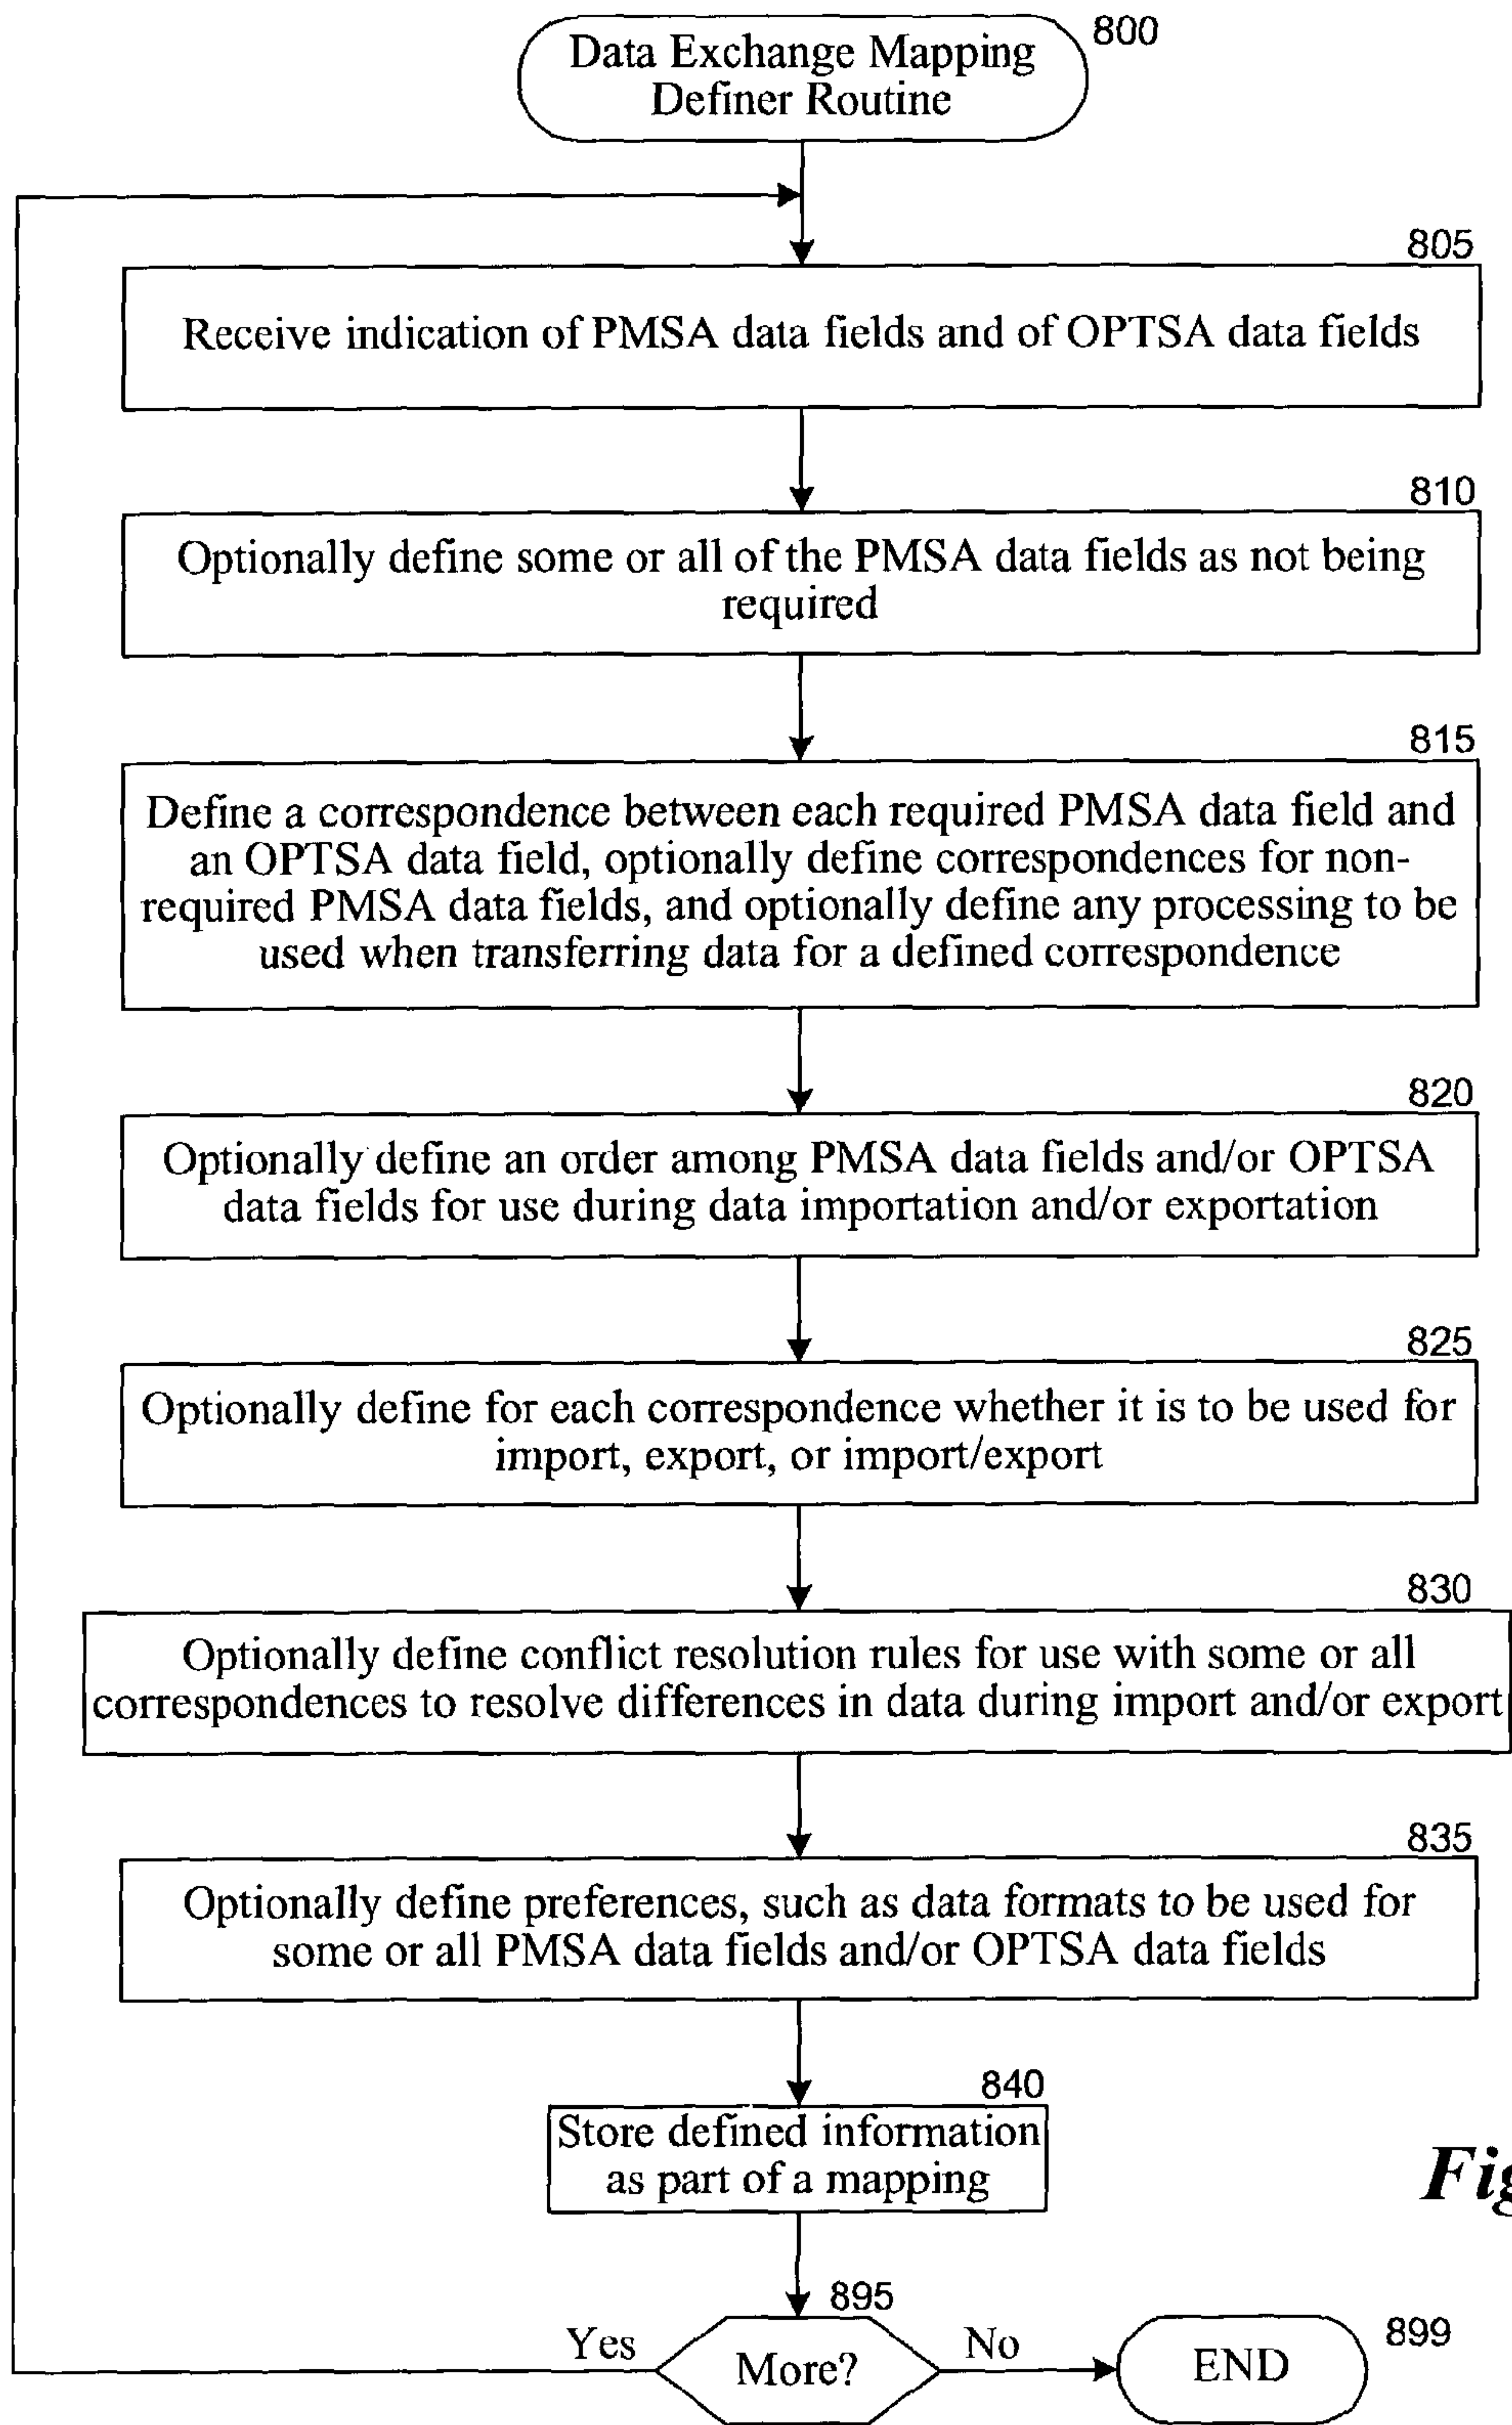 800
Data Exchange Mapping
Definer Routine
805
Receive indication of PMSA data fields and of OPTSA data fields
810
Optionally define some or all of the PMSA data fields as not being
required
815
Define a correspondence between each required PMSA data field and
an OPTSA data field, optionally define correspondences for non-
required PMSA data fields, and optionally define any processing to be
used when transferring data for a defined correspondence
820
Optionally define an order among PMSA data fields and/or OPTSA
data fields for use during data importation and/or exportation
825
Optionally define for each correspondence whether it is to be used for
import, export, or import/export
830
Optionally define conflict resolution rules for use with some or all
correspondences to resolve differences in data during import and/or export
835
Optionally define preferences, such as data formats to be used for
some or all PMSA data fields and/or OPTSA data fields
840
Store defined information
as part of a mapping
Fig
895
Yes
More?
No
END
899